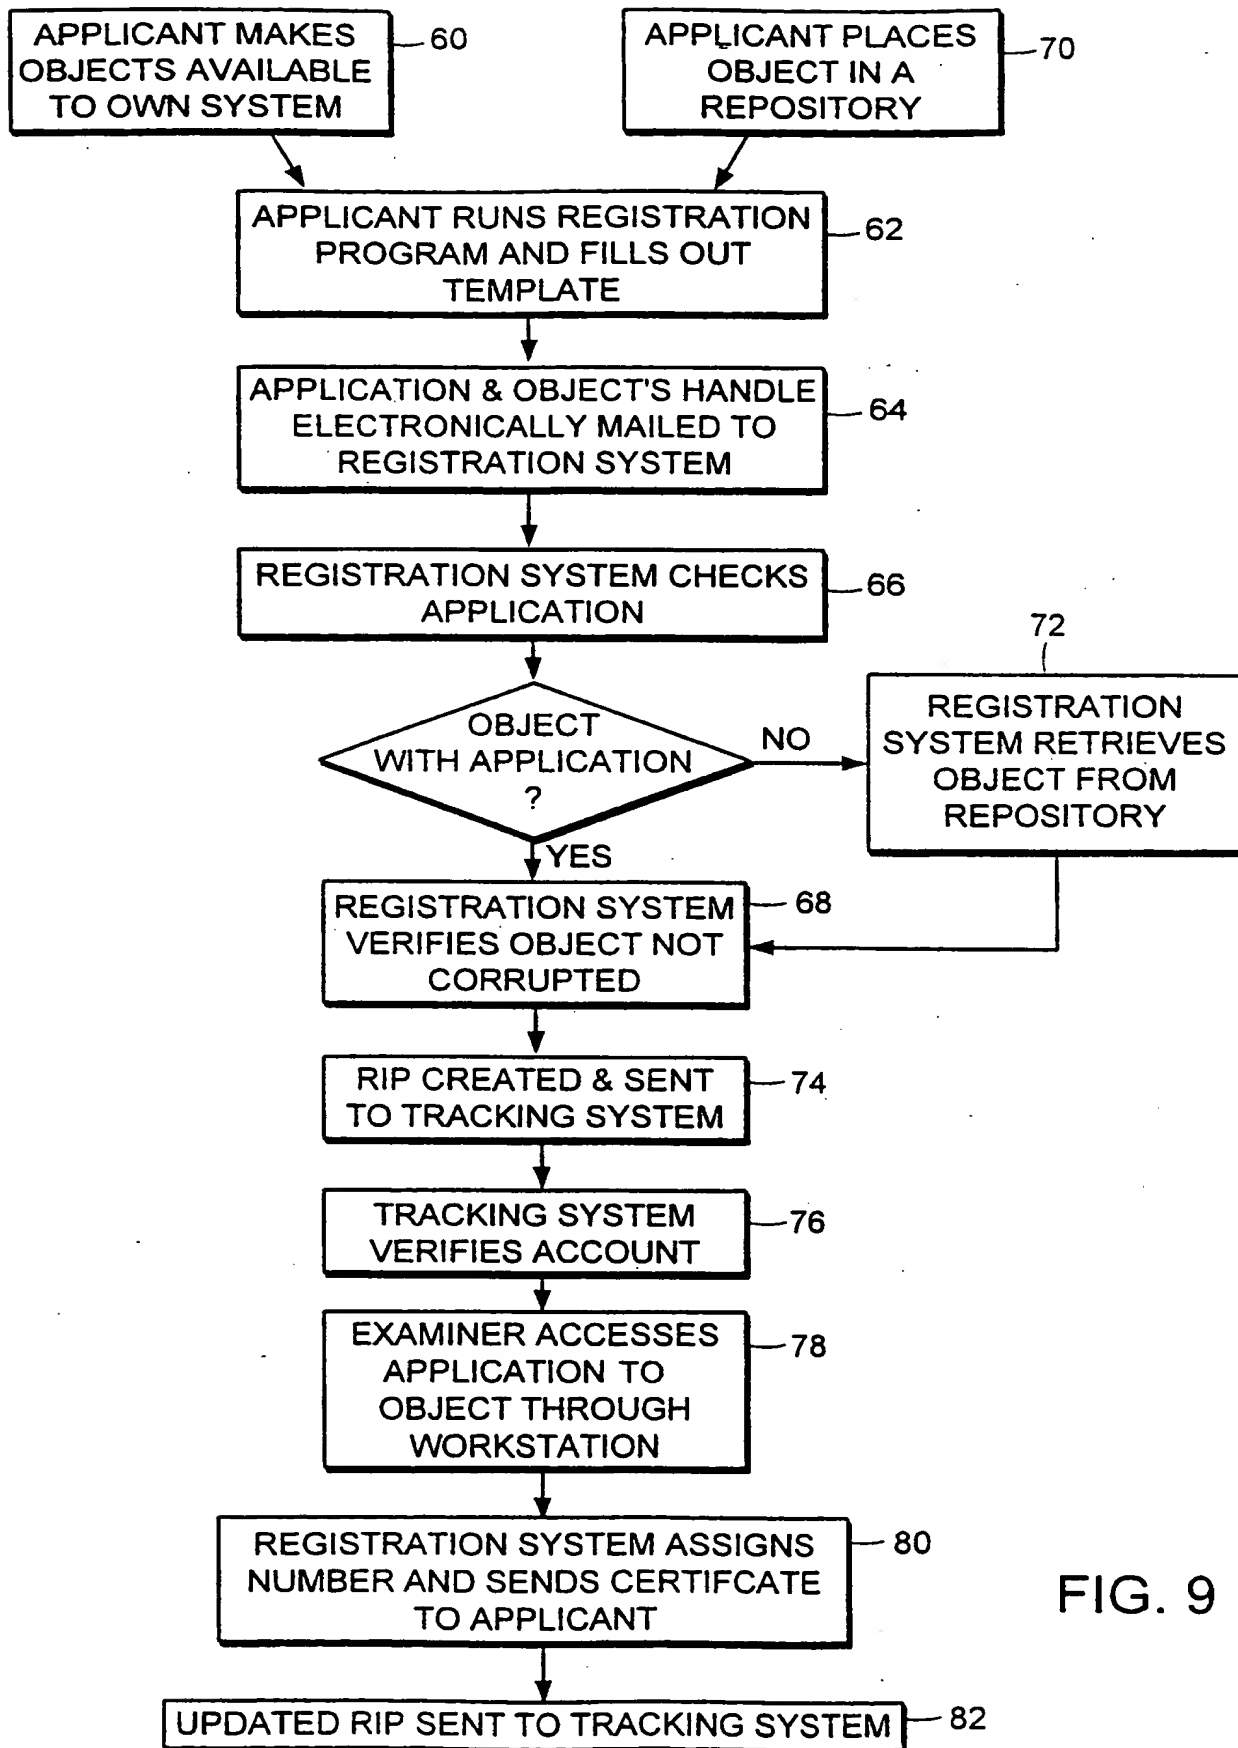 APPLICANT MAKES
OBJECTS AVAILABLE
TO OWN SYSTEM
60
APPLICANT PLACES
OBJECT IN A
REPOSITORY
70
APPLICANT RUNS REGISTRATION
PROGRAM AND FILLS OUT
TEMPLATE
62
APPLICATION & OBJECT'S HANDLE
ELECTRONICALLY MAILED TO
REGISTRATION SYSTEM
64
REGISTRATION SYSTEM CHECKS
APPLICATION
66
OBJECT
WITH APPLICATION
?
NO
YES
72
REGISTRATION
SYSTEM RETRIEVES
OBJECT FROM
REPOSITORY
REGISTRATION SYSTEM
VERIFIES OBJECT NOT
CORRUPTED
68
RIP CREATED & SENT
TO TRACKING SYSTEM
74
TRACKING SYSTEM
VERIFIES ACCOUNT
76
EXAMINER ACCESSES
APPLICATION TO
OBJECT THROUGH
WORKSTATION
78
REGISTRATION SYSTEM ASSIGNS
NUMBER AND SENDS CERTIFCATE
TO APPLICANT
80
UPDATED RIP SENT TO TRACKING SYSTEM
82
FIG. 9